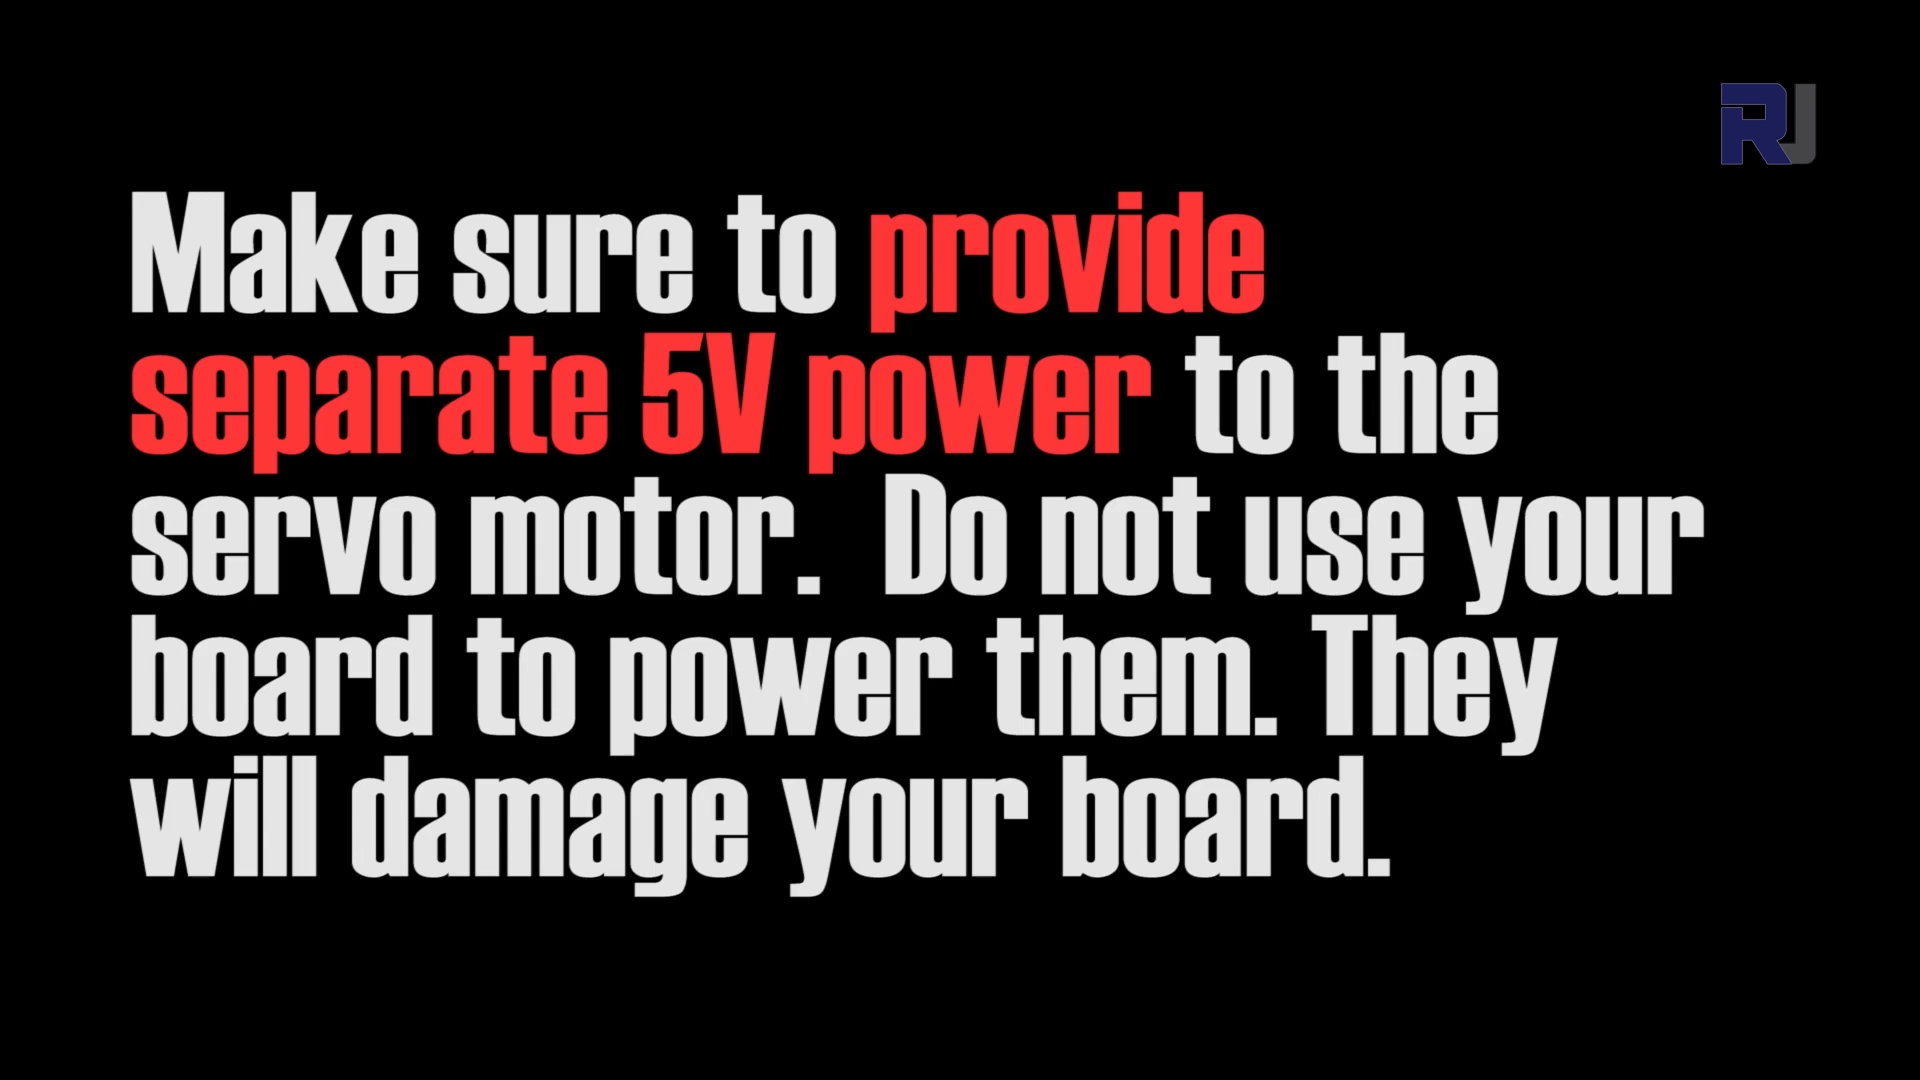 RJ
Make sure to provide
separate 5V power to the
servo motor.  Do not use your
board to power them. They
will damage your board.